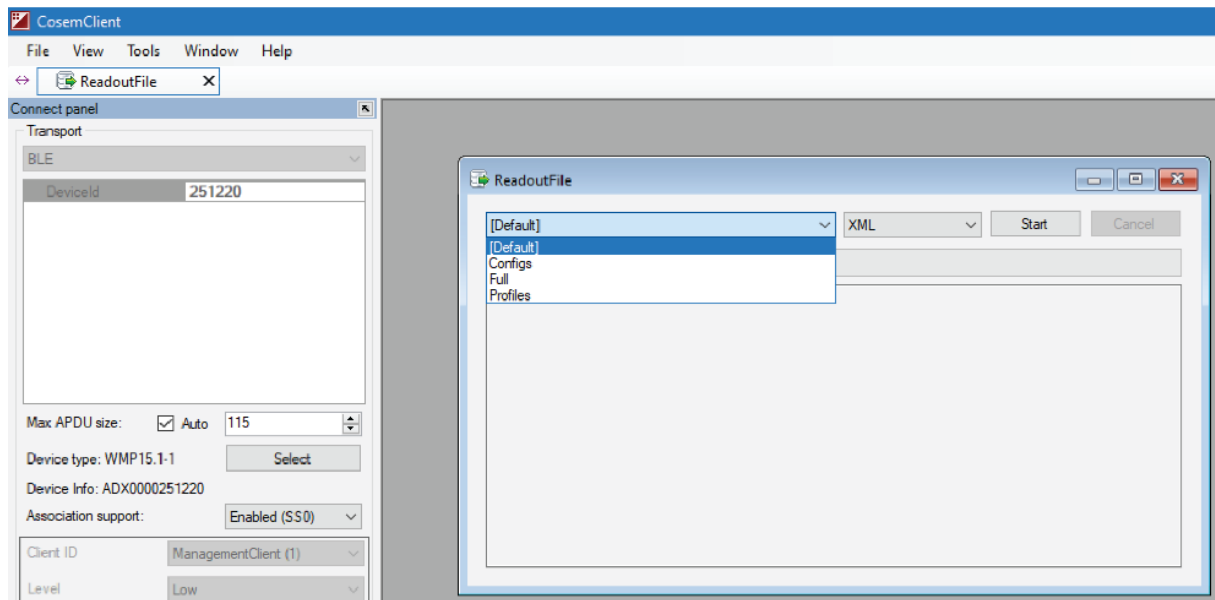 CosemClient
File View Tools Window Help
ReadoutFile
Connect panel
Transport
BLE
DeviceId 251220
Max APDU size: Auto 115
Device type: WMP15.1-1 Select
Device Info: ADX0000251220
Association support: Enabled (SS0)
Client ID ManagementClient (1)
Level Low
ReadoutFile
[Default] XML Start Cancel
[Default]
Configs
Full
Profiles